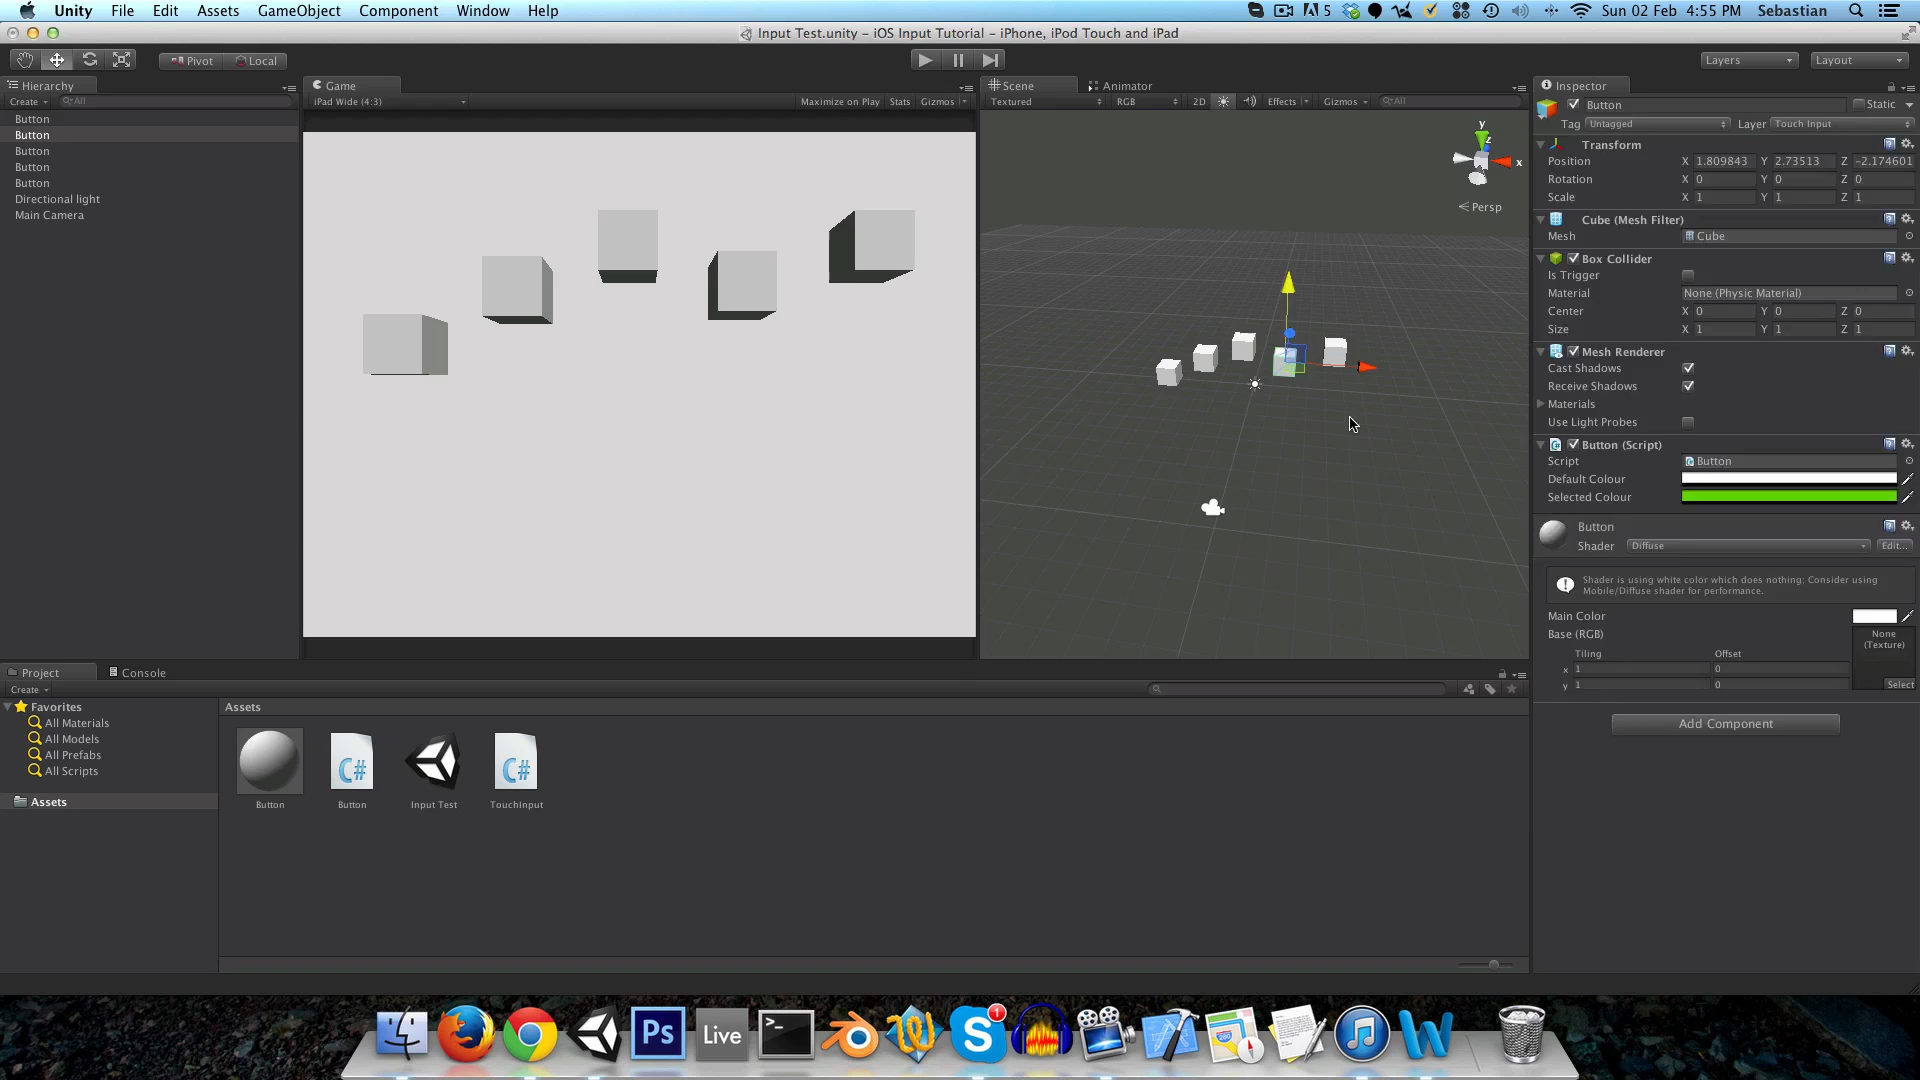 Unity File Edit Assets GameObject Component Window Help 5 Sun 02 Feb 4:55 PM Sebastian
Input Test.unity - iOS Input Tutorial - iPhone, iPod Touch and iPad
Pivot Local Layers Layout
Hierarchy
Create All
Button
Button
Button
Button
Button
Directional light
Main Camera
Game
iPad Wide (4:3) Maximize on Play Stats Gizmos
Scene Animator
Textured RGB 2D Effects Gizmos All
y
z
x
Persp
Inspector
Button Static
Tag Untagged Layer Touch Input
Transform
Position X 1.809843 Y 2.73513 Z -2.174601
Rotation X 0 Y 0 Z 0
Scale X 1 Y 1 Z 1
Cube (Mesh Filter)
Mesh Cube
Box Collider
Is Trigger
Material None (Physic Material)
Center X 0 Y 0 Z 0
Size X 1 Y 1 Z 1
Mesh Renderer
Cast Shadows
Receive Shadows
Materials
Use Light Probes
Button (Script)
Script Button
Default Colour
Selected Colour
Button
Shader Diffuse Edit...
Shader is using white color which does nothing; Consider using
Mobile/Diffuse shader for performance.
Main Color
Base (RGB) None
(Texture)
Tiling Offset
x 1 0
y 1 0 Select
Add Component
Project Console
Create
Favorites
All Materials
All Models
All Prefabs
All Scripts
Assets
Assets
C# C#
Button Button Input Test TouchInput
Ps Live >_ S 1 W